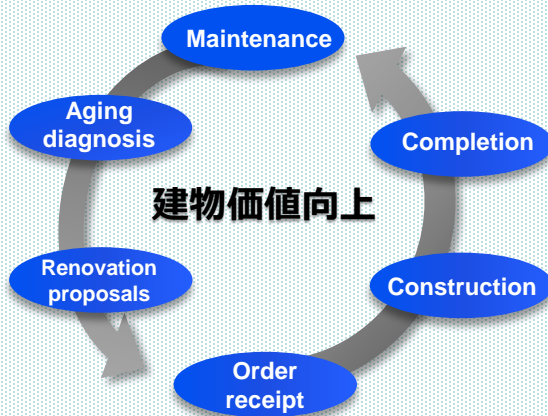 Maintenance
Aging
diagnosis
Completion
建物価値向上
Renovation
proposals
Construction
Order
receipt